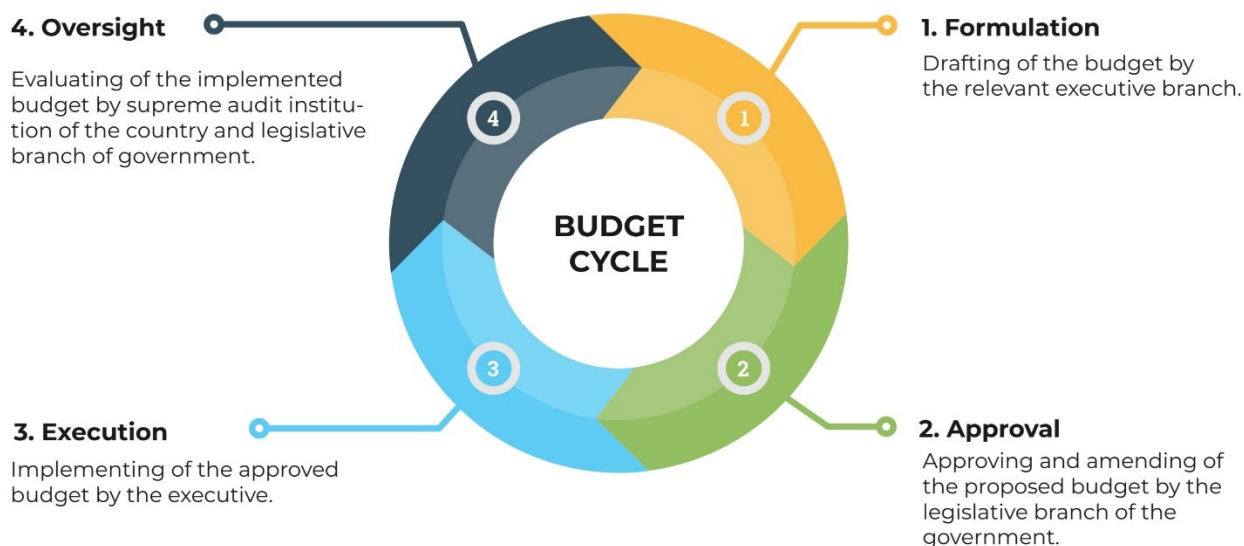 4. Oversight
Evaluating of the implemented
budget by supreme audit institu-
tion of the country and legislative
branch of government.
1. Formulation
Drafting of the budget by
the relevant executive branch.
4
1
BUDGET
CYCLE
3
2
3. Execution
Implementing of the approved
budget by the executive.
2. Approval
Approving and amending of
the proposed budget by the
legislative branch of the
government.